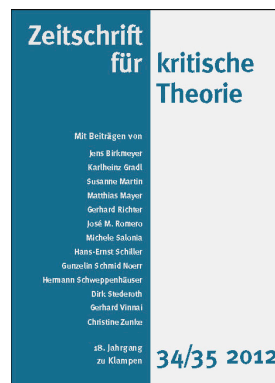 Zeitschrift
für kritische
Theorie
Mit Beiträgen von
Jens Birkmeyer
Karlheinz Gradl
Susanne Martin
Matthias Mayer
Gerhard Richter
José M. Romero
Michele Salonia
Hans-Ernst Schiller
Gunzelin Schmid Noerr
Hermann Schweppenhäuser
Dirk Stederoth
Gerhard Vinnai
Christine Zunke
18. Jahrgang
zu Klampen 34/35 2012